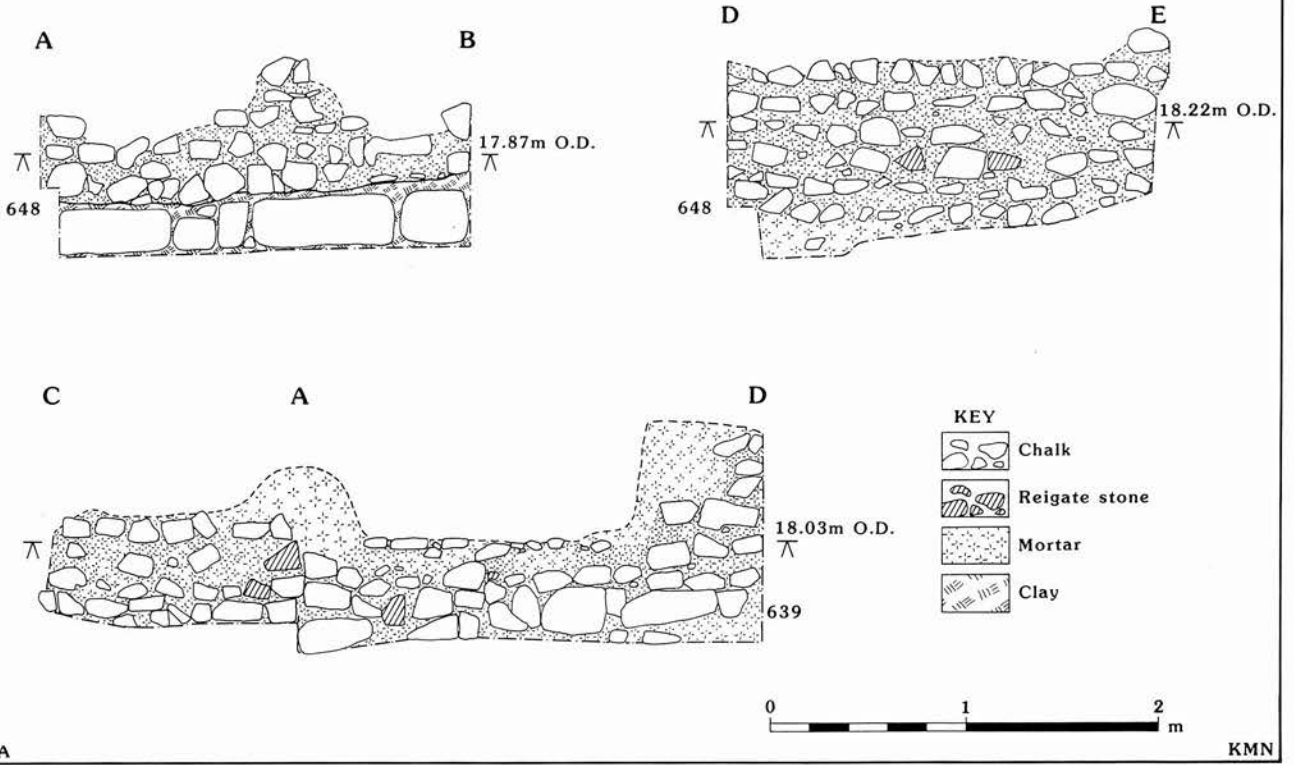 A B
17.87m O.D.
648
D E
18.22m O.D.
648
C A D
18.03m O.D.
639
KEY
Chalk
Reigate stone
Mortar
Clay
0 1 2
m
A
KMN